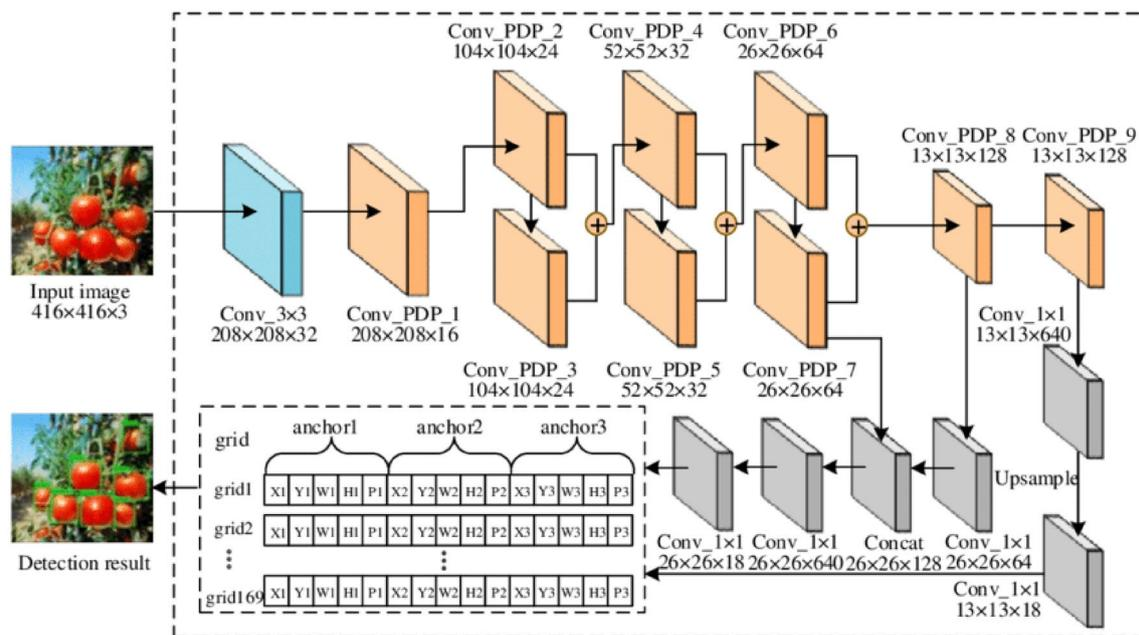 Conv_PDP_2
104×104×24
Conv_PDP_4
52×52×32
Conv_PDP_6
26×26×64
Conv_PDP_8
13×13×128
Conv_PDP_9
13×13×128
Input image
416×416×3
Conv_3×3
208×208×32
Conv_PDP_1
208×208×16
+
+
+
Conv_PDP_3
104×104×24
Conv_PDP_5
52×52×32
Conv_PDP_7
26×26×64
Conv_1×1
13×13×640
grid
anchor1
anchor2
anchor3
grid1
X1 Y1 W1 H1 P1 X2 Y2 W2 H2 P2 X3 Y3 W3 H3 P3
grid2
X1 Y1 W1 H1 P1 X2 Y2 W2 H2 P2 X3 Y3 W3 H3 P3
grid169
X1 Y1 W1 H1 P1 X2 Y2 W2 H2 P2 X3 Y3 W3 H3 P3
Upsample
Conv_1×1
26×26×18
Conv_1×1
26×26×640
Concat
26×26×128
Conv_1×1
26×26×64
Conv_1×1
13×13×18
Detection result